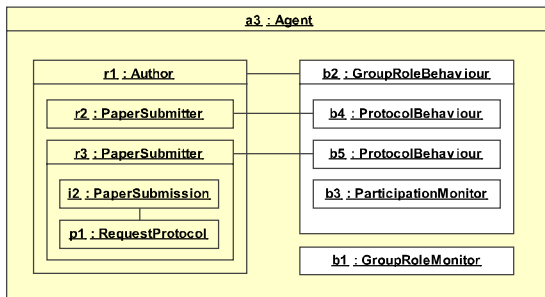 a3 : Agent
r1 : Author
b2 : GroupRoleBehaviour
r2 : PaperSubmitter
b4 : ProtocolBehaviour
r3 : PaperSubmitter
b5 : ProtocolBehaviour
i2 : PaperSubmission
b3 : ParticipationMonitor
p1 : RequestProtocol
b1 : GroupRoleMonitor